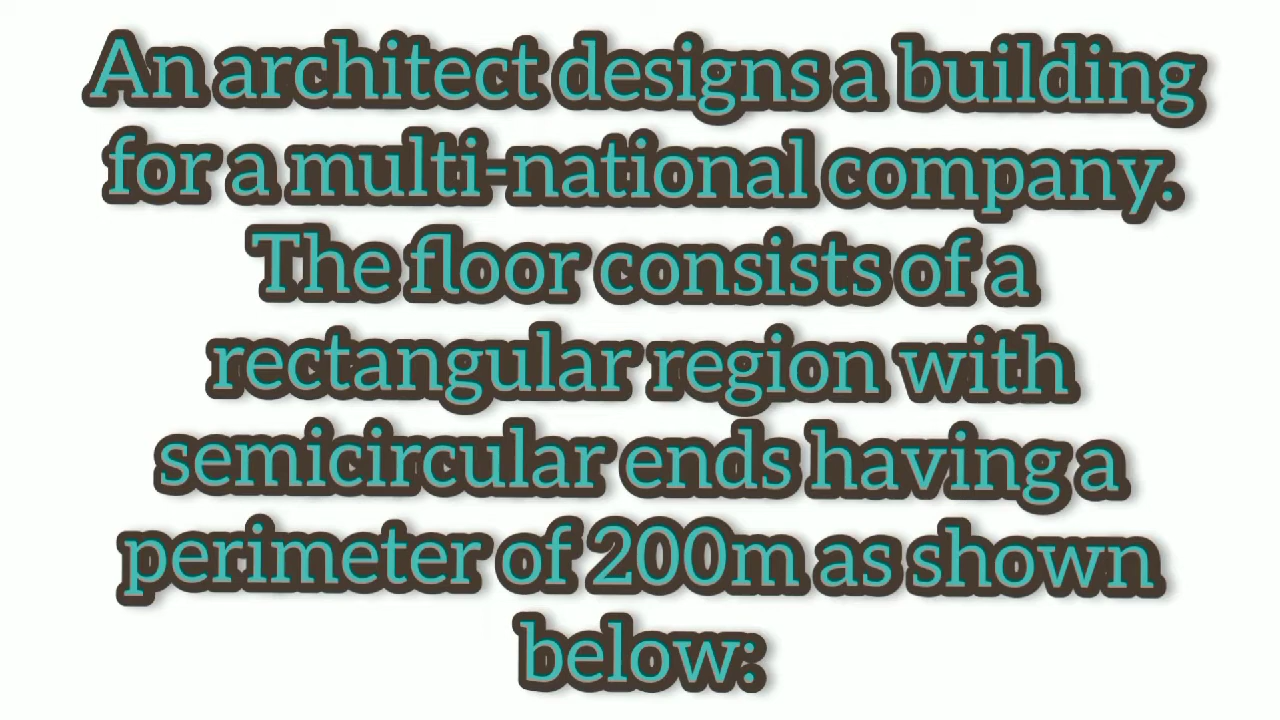 An architect designs a building
for a multi-national company.
The floor consists of a
rectangular region with
semicircular ends having a
perimeter of 200m as shown
below: